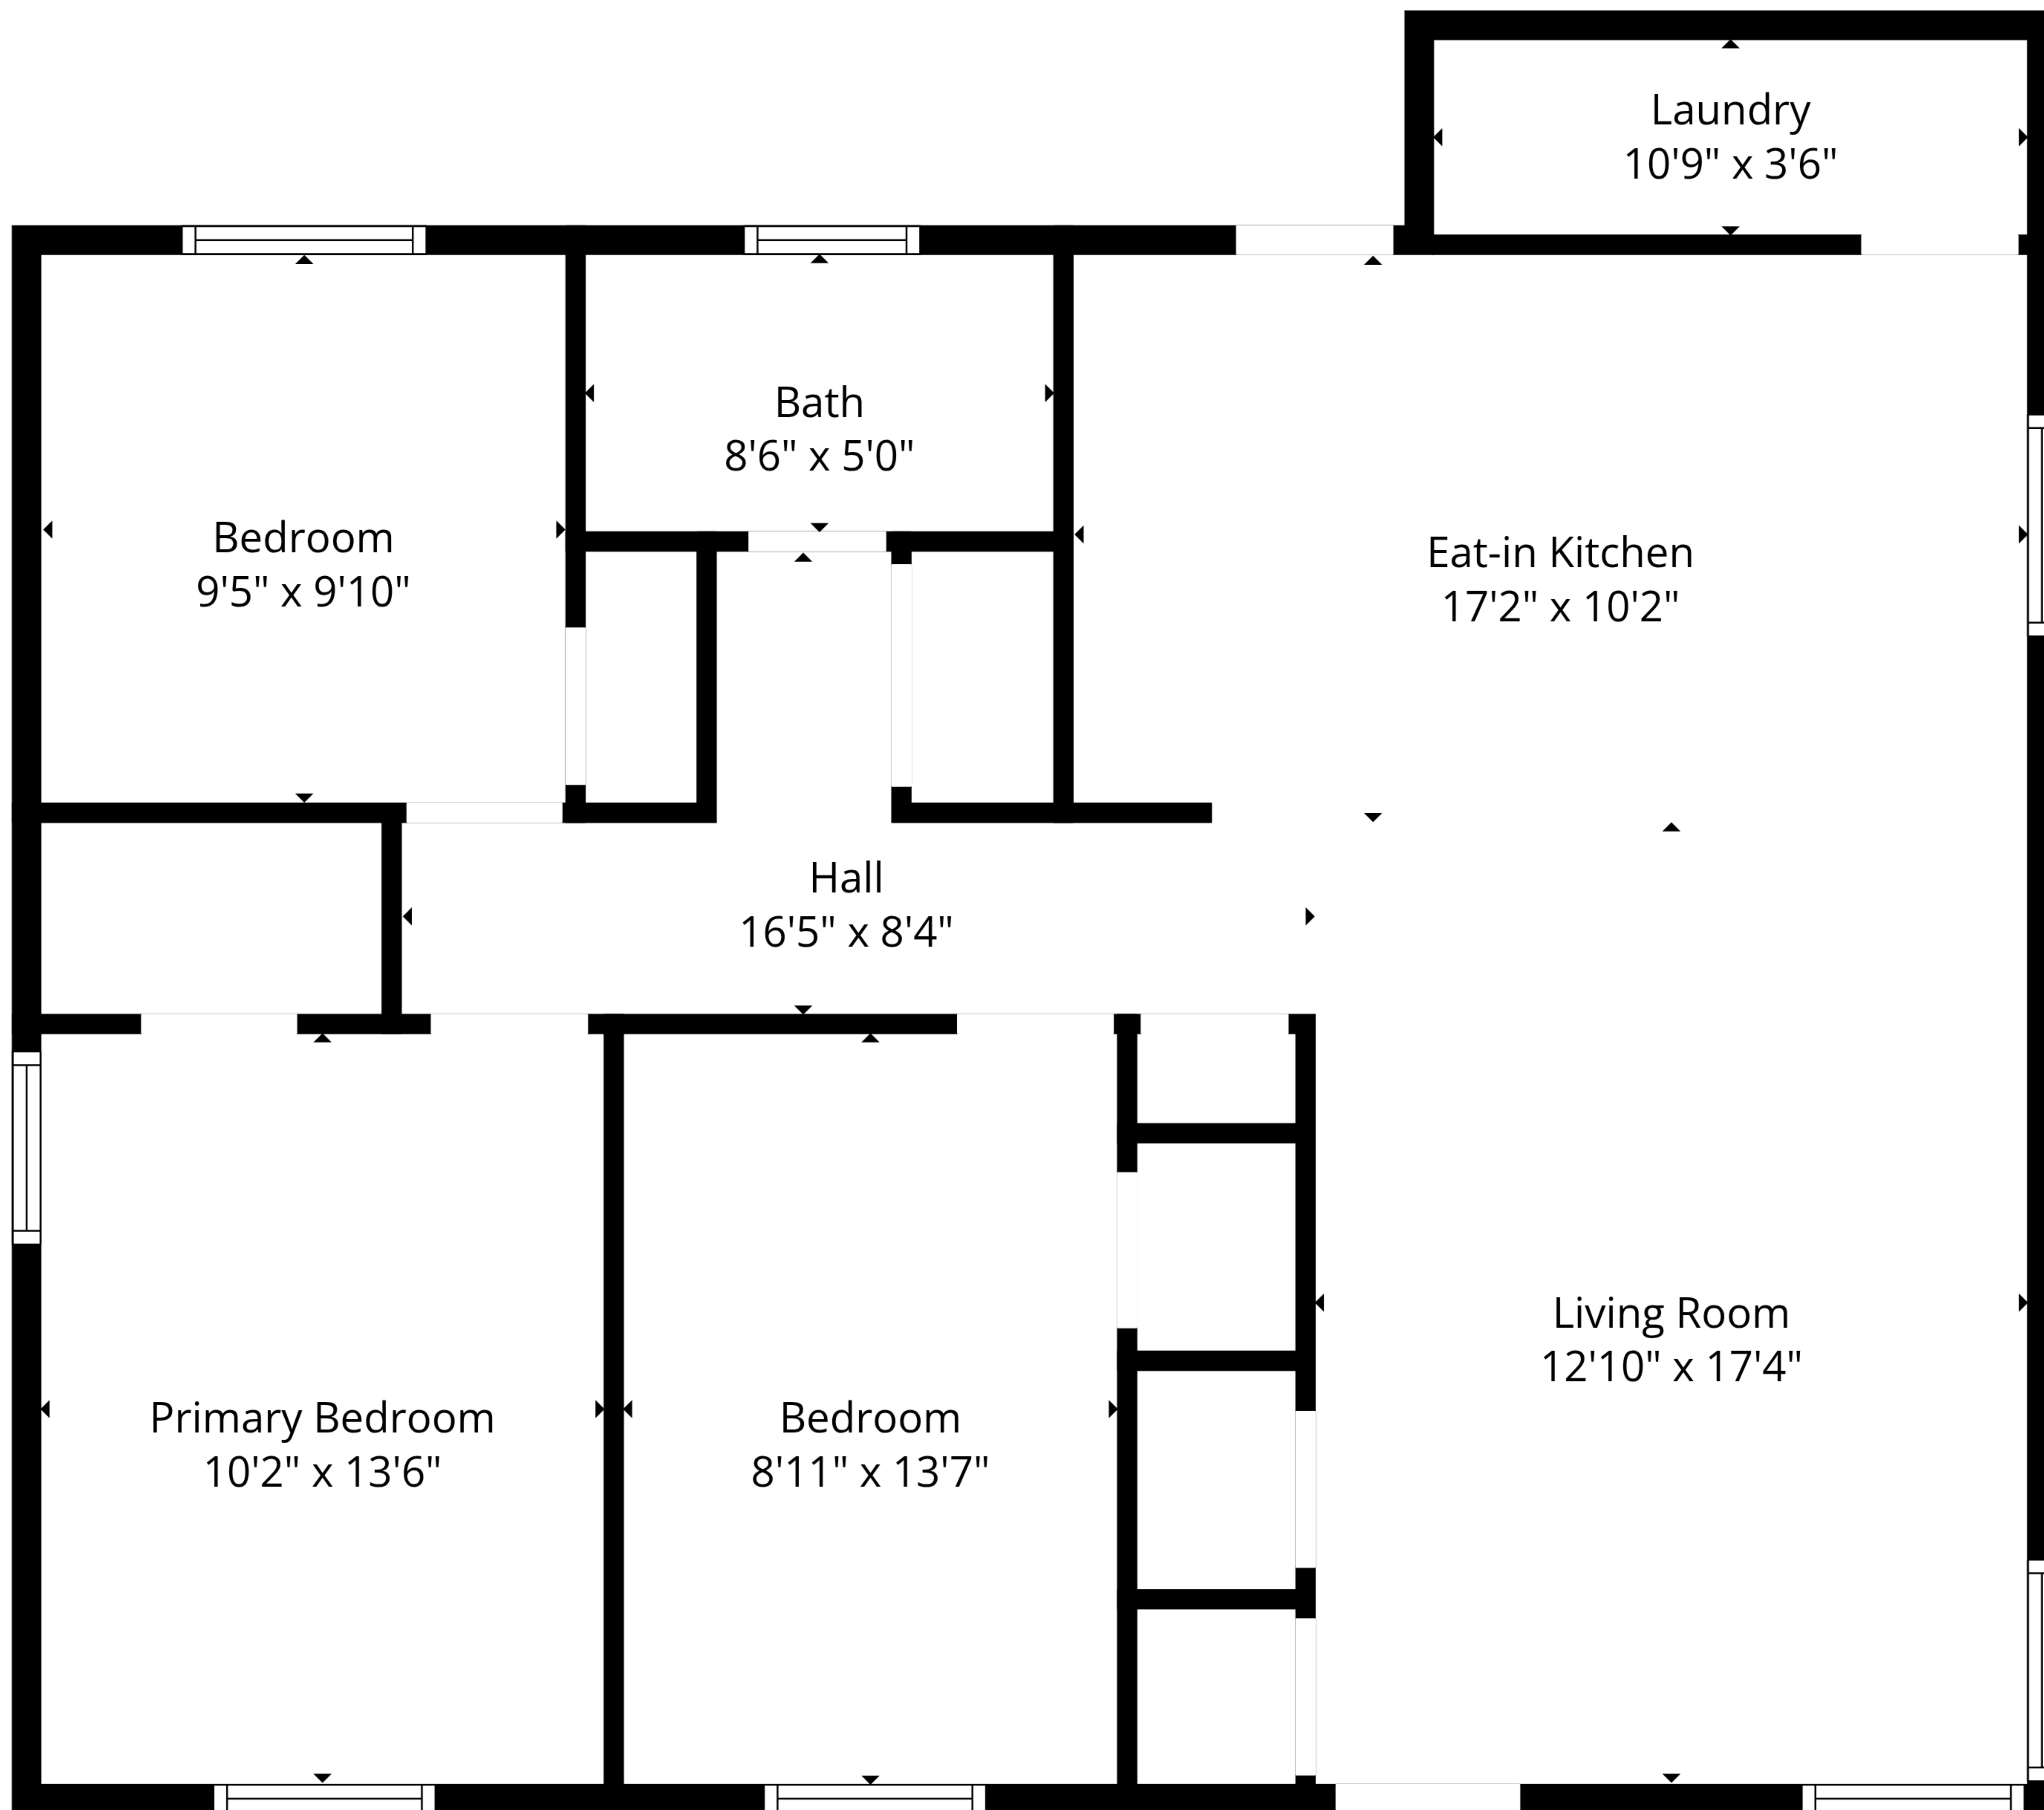 Laundry
10'9" x 3'6"
Bath
8'6" x 5'0"
Bedroom
9'5" x 9'10"
Eat-in Kitchen
17'2" x 10'2"
Hall
16'5" x 8'4"
Living Room
12'10" x 17'4"
Primary Bedroom
10'2" x 13'6"
Bedroom
8'11" x 13'7"